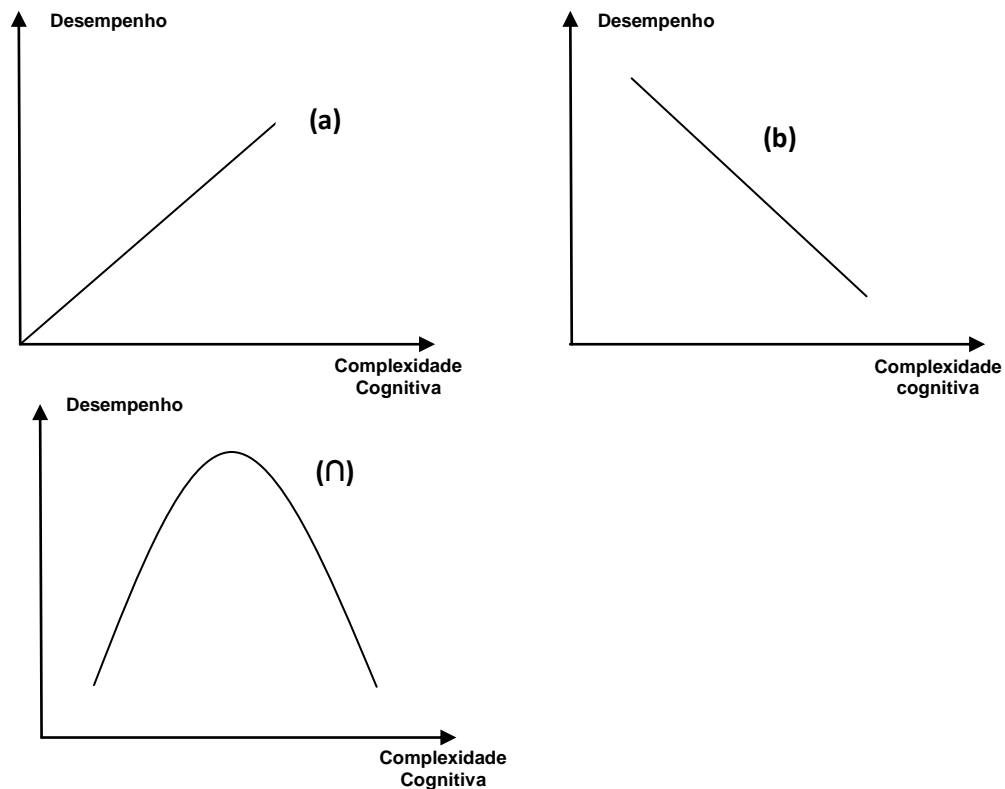 Desempenho
(a)
Complexidade
Cognitiva
Desempenho
(b)
Complexidade
cognitiva
Desempenho
(∩)
Complexidade
Cognitiva